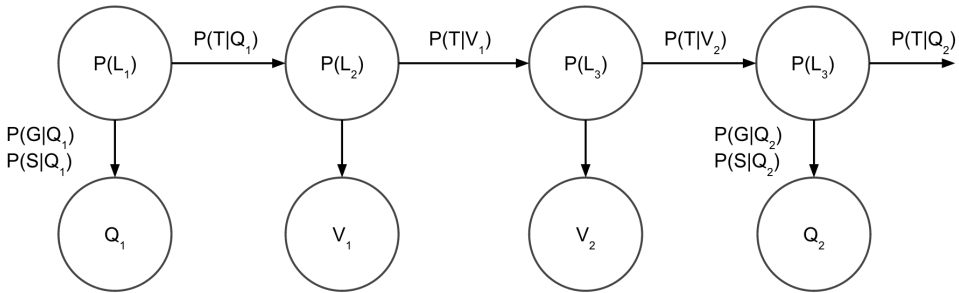 P(T|Q₁)
P(T|V₁)
P(T|V₂)
P(T|Q₂)
P(L₁)
P(L₂)
P(L₃)
P(L₃)
P(G|Q₁)
P(S|Q₁)
P(G|Q₂)
P(S|Q₂)
Q₁
V₁
V₂
Q₂